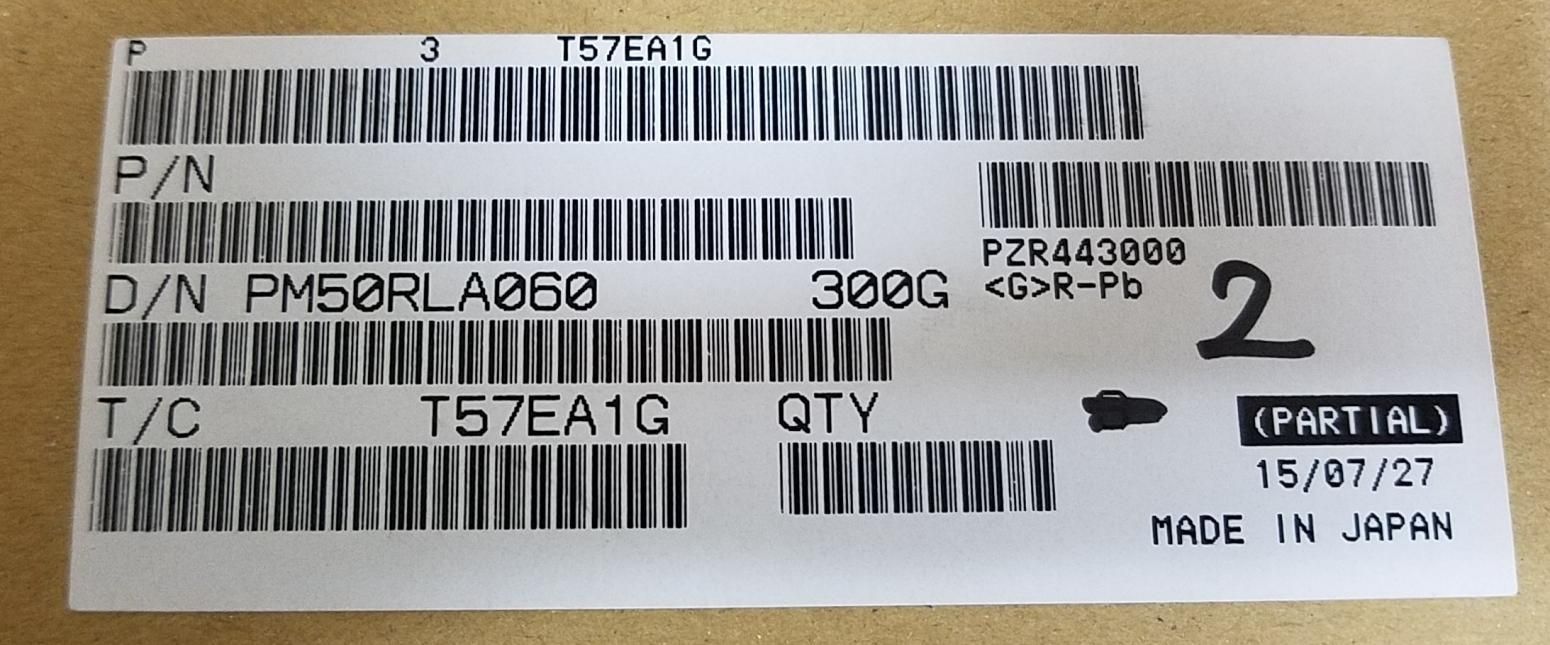 P 3 T57EA1G
P/N
PZR443000
<G>R-Pb
D/N PM50RLA060 300G
2
T/C T57EA1G QTY
(PARTIAL)
15/07/27
MADE IN JAPAN